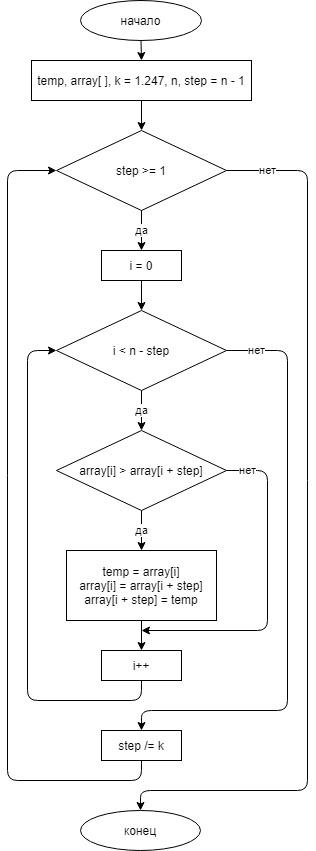 начало
temp, array[ ], k = 1.247, n, step = n - 1
step >= 1
нет
да
i = 0
i < n - step
нет
да
array[i] > array[i + step]
нет
да
temp = array[i]
array[i] = array[i + step]
array[i + step] = temp
i++
step /= k
конец